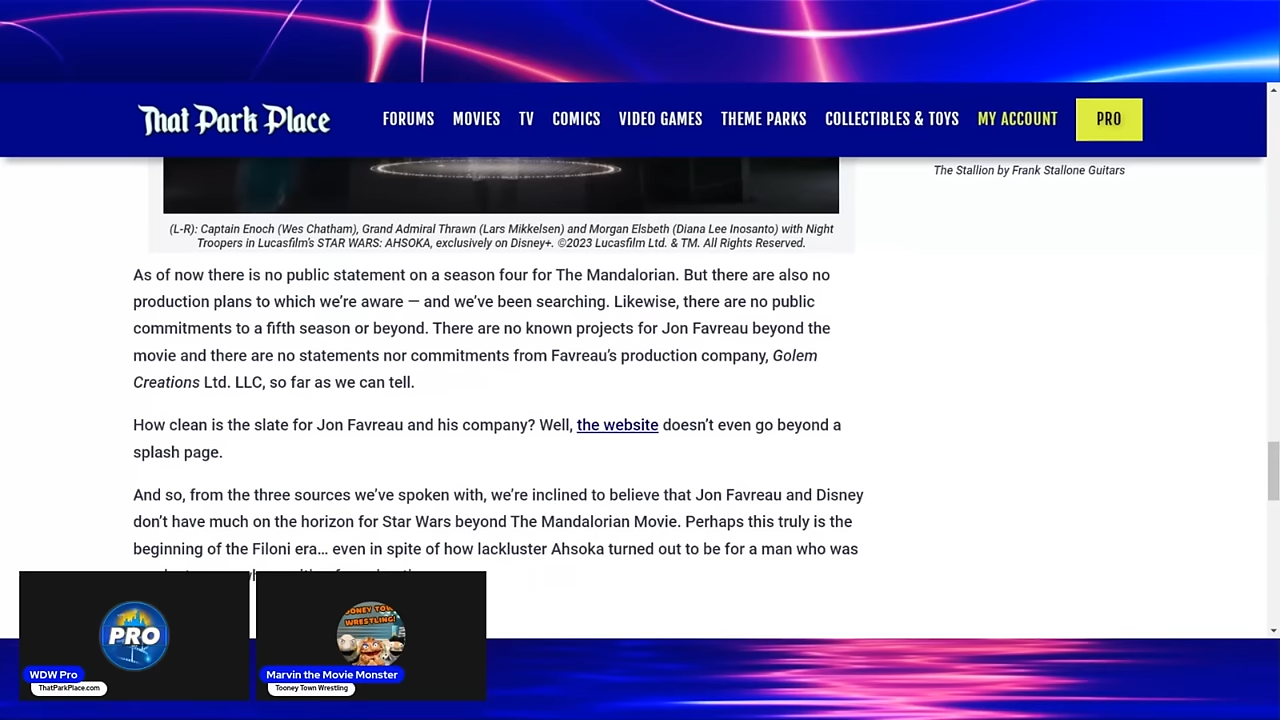 That Park Place
FORUMS MOVIES TV COMICS VIDEO GAMES THEME PARKS COLLECTIBLES & TOYS MY ACCOUNT PRO
The Stallion by Frank Stallone Guitars
(L-R): Captain Enoch (Wes Chatham), Grand Admiral Thrawn (Lars Mikkelsen) and Morgan Elsbeth (Diana Lee Inosanto) with Night
Troopers in Lucasfilm's STAR WARS: AHSOKA, exclusively on Disney+. ©2023 Lucasfilm Ltd. & TM. All Rights Reserved.
As of now there is no public statement on a season four for The Mandalorian. But there are also no
production plans to which we're aware — and we've been searching. Likewise, there are no public
commitments to a fifth season or beyond. There are no known projects for Jon Favreau beyond the
movie and there are no statements nor commitments from Favreau's production company, Golem
Creations Ltd. LLC, so far as we can tell.
How clean is the slate for Jon Favreau and his company? Well, the website doesn't even go beyond a
splash page.
And so, from the three sources we've spoken with, we're inclined to believe that Jon Favreau and Disney
don't have much on the horizon for Star Wars beyond The Mandalorian Movie. Perhaps this truly is the
beginning of the Filoni era… even in spite of how lackluster Ahsoka turned out to be for a man who was
PRO
WDW Pro
ThatParkPlace.com
WRESTLING!
Marvin the Movie Monster
Tooney Town Wrestling